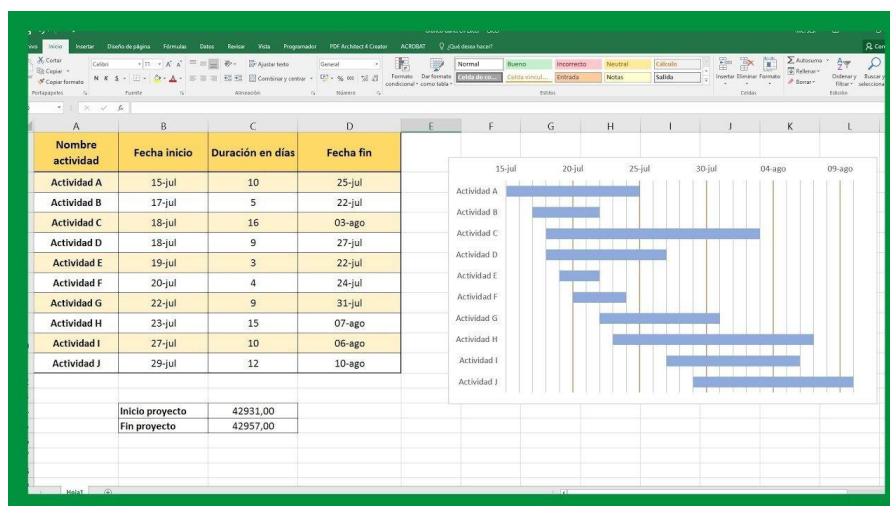 Inicio Insertar Diseño de página Fórmulas Datos Revisar Vista Programador PDF Architect 4 Creator ACROBAT ¿Qué desea hacer?
Cortar
Copiar
Copiar formato
Portapapeles
Calibri 11
N K S
Fuente
Ajustar texto
Combinar y centrar
Alineación
General
% 000
Número
Formato condicional
Dar formato como tabla
Normal Bueno Incorrecto Neutral Cálculo
Celda de co... Celda vincul... Entrada Notas Salida
Estilos
Insertar Eliminar Formato
Celdas
Autosuma
Rellenar
Borrar
Ordenar y filtrar
Edición
A B C D E F G H I J K L
Nombre actividad Fecha inicio Duración en días Fecha fin
Actividad A 15-jul 10 25-jul
Actividad B 17-jul 5 22-jul
Actividad C 18-jul 16 03-ago
Actividad D 18-jul 9 27-jul
Actividad E 19-jul 3 22-jul
Actividad F 20-jul 4 24-jul
Actividad G 22-jul 9 31-jul
Actividad H 23-jul 15 07-ago
Actividad I 27-jul 10 06-ago
Actividad J 29-jul 12 10-ago
Inicio proyecto 42931,00
Fin proyecto 42957,00
15-jul 20-jul 25-jul 30-jul 04-ago 09-ago
Actividad A
Actividad B
Actividad C
Actividad D
Actividad E
Actividad F
Actividad G
Actividad H
Actividad I
Actividad J
Hoja1